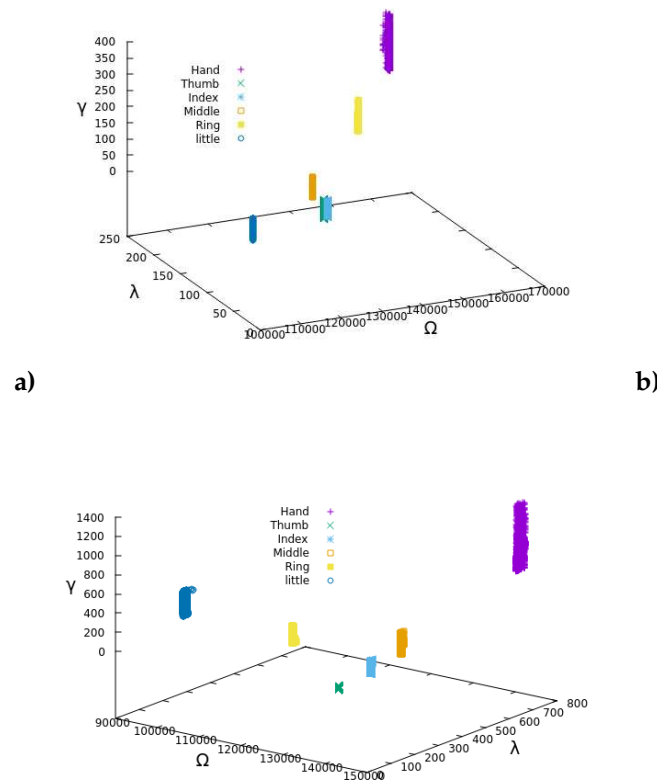 400
350
300
250
200
150
100
50
0
γ
Hand
Thumb
Index
Middle
Ring
little
250
200
150
100
50
0
λ
100000
110000
120000
130000
140000
150000
160000
170000
Ω
a)
b)
1400
1200
1000
800
600
400
200
0
γ
Hand
Thumb
Index
Middle
Ring
little
90000
100000
110000
120000
130000
140000
150000
Ω
0
100
200
300
400
500
600
700
800
λ